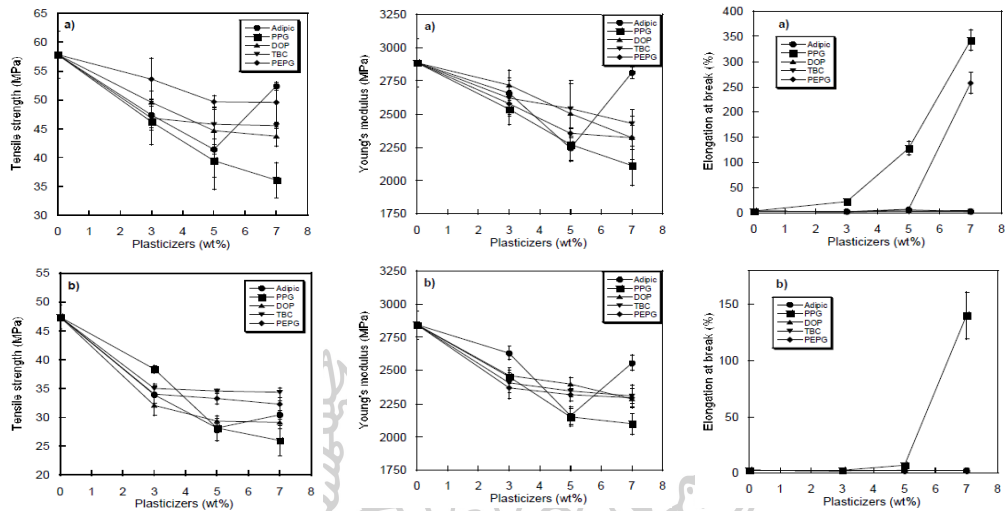 a)
Adipic
PPG
DOP
TBC
PEPG
Tensile strength (MPa)
65
60
55
50
45
40
35
30
0 1 2 3 4 5 6 7 8
Plasticizers (wt%)
a)
Adipic
PPG
DOP
TBC
PEPG
Young's modulus (MPa)
3250
3000
2750
2500
2250
2000
1750
0 1 2 3 4 5 6 7 8
Plasticizers (wt%)
a)
Adipic
PPG
DOP
TBC
PEPG
Elongation at break (%)
400
350
300
250
200
150
100
50
0
0 1 2 3 4 5 6 7 8
Plasticizers (wt%)
b)
Adipic
PPG
DOP
TBC
PEPG
Tensile strength (MPa)
55
50
45
40
35
30
25
20
0 1 2 3 4 5 6 7 8
Plasticizers (wt%)
b)
Adipic
PPG
DOP
TBC
PEPG
Young's modulus (MPa)
3250
3000
2750
2500
2250
2000
1750
0 1 2 3 4 5 6 7 8
Plasticizers (wt%)
b)
Adipic
PPG
DOP
TBC
PEPG
Elongation at break (%)
150
100
50
0
0 1 2 3 4 5 6 7 8
Plasticizers (wt%)